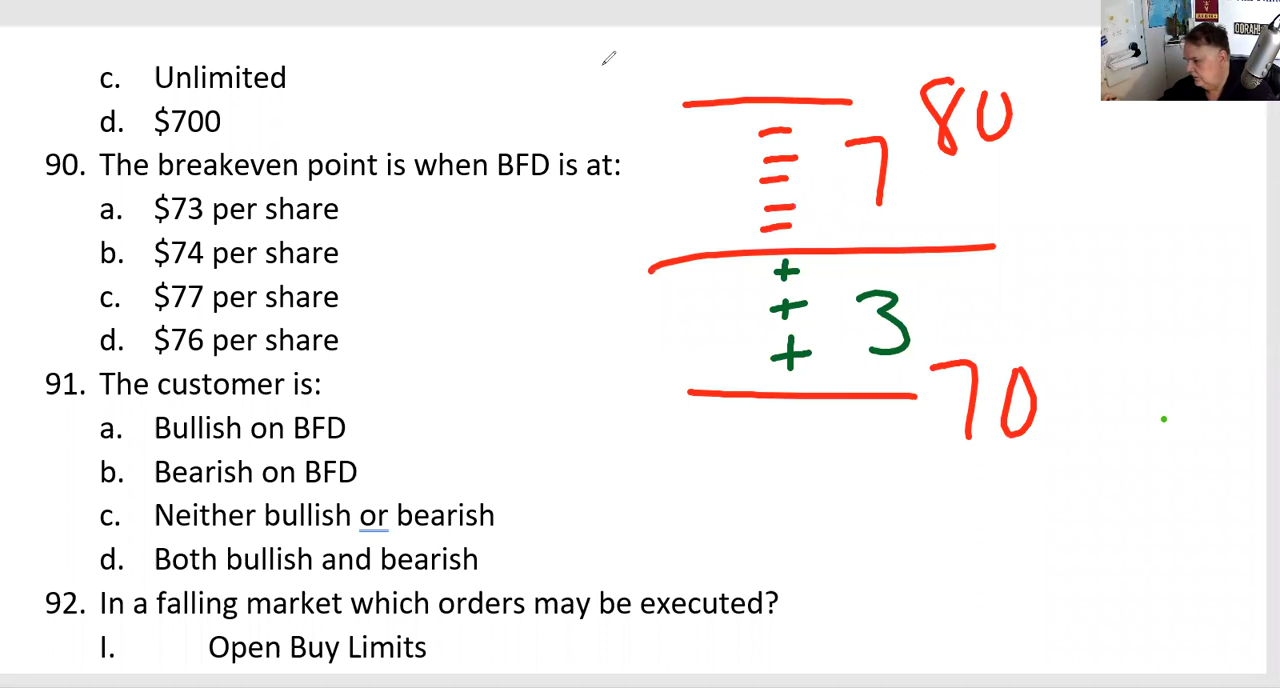 c. Unlimited
d. $700
90. The breakeven point is when BFD is at:
a. $73 per share
b. $74 per share
c. $77 per share
d. $76 per share
91. The customer is:
a. Bullish on BFD
b. Bearish on BFD
c. Neither bullish or bearish
d. Both bullish and bearish
92. In a falling market which orders may be executed?
I. Open Buy Limits
80
7
+
+ 3
+
70